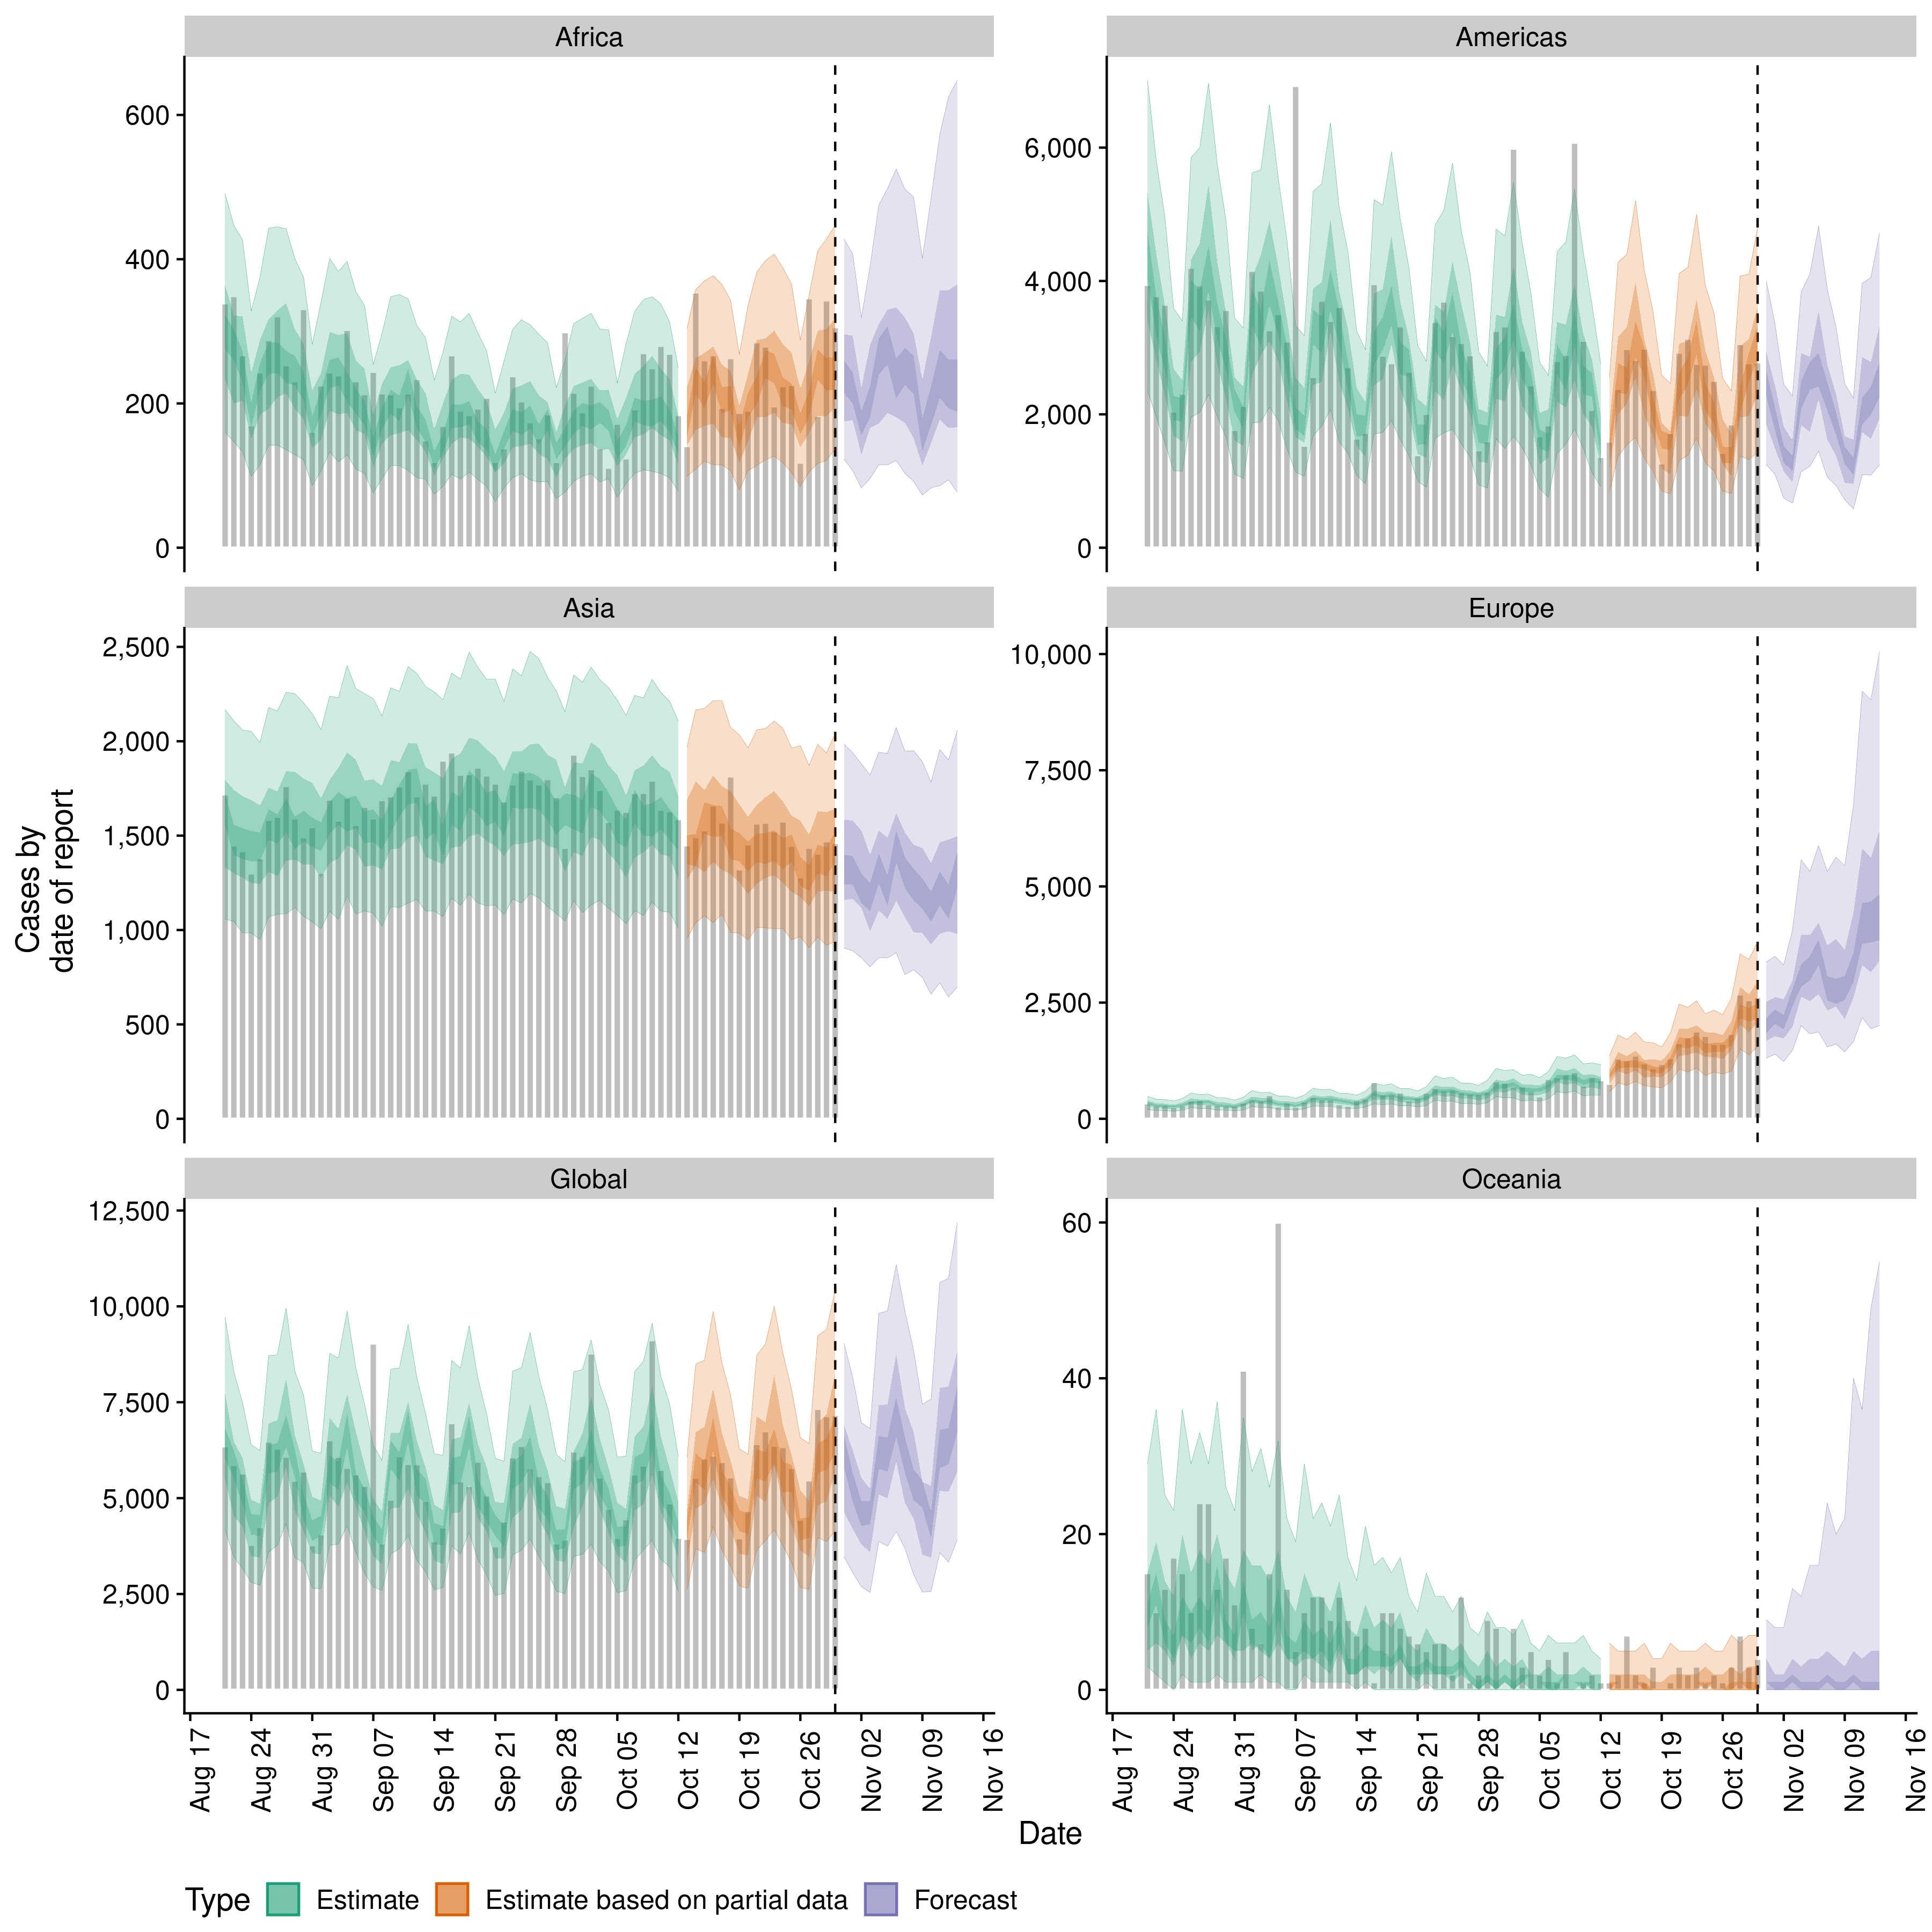 Africa
Americas
600
400
200
0
6,000
4,000
2,000
0
Asia
Europe
2,500
2,000
1,500
1,000
500
0
10,000
7,500
5,000
2,500
0
Cases by
date of report
Global
Oceania
12,500
10,000
7,500
5,000
2,500
0
60
40
20
0
Aug 17
Aug 24
Aug 31
Sep 07
Sep 14
Sep 21
Sep 28
Oct 05
Oct 12
Oct 19
Oct 26
Nov 02
Nov 09
Nov 16
Aug 17
Aug 24
Aug 31
Sep 07
Sep 14
Sep 21
Sep 28
Oct 05
Oct 12
Oct 19
Oct 26
Nov 02
Nov 09
Nov 16
Date
Type Estimate Estimate based on partial data Forecast